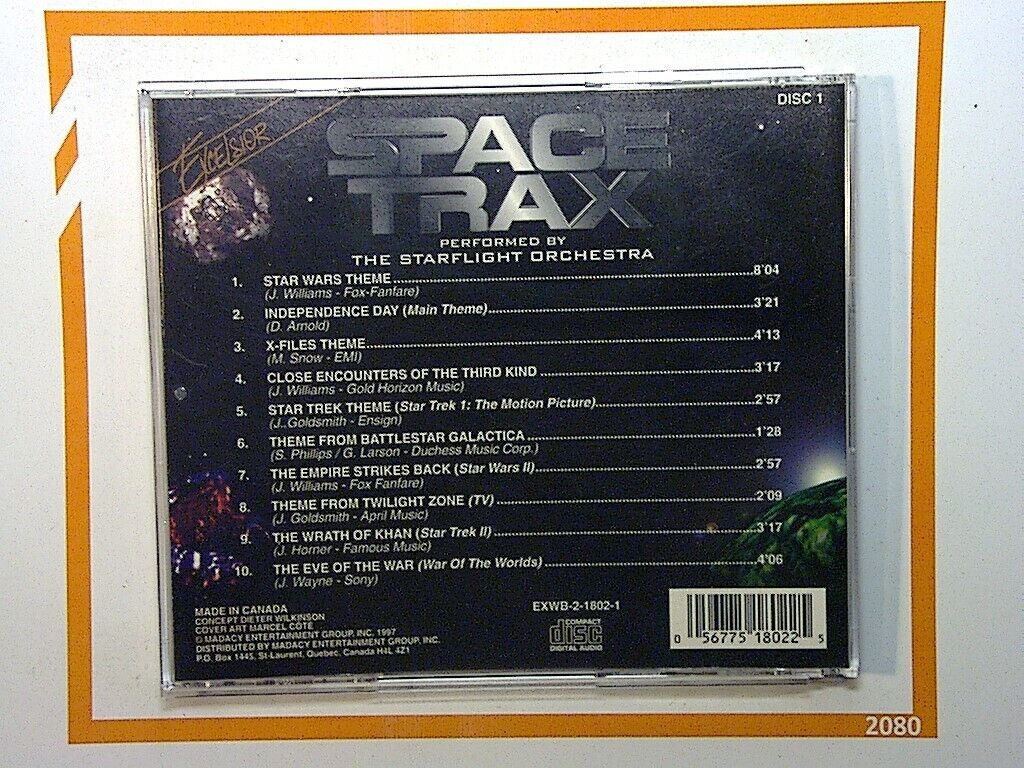 DISC 1
EXCELSIOR
SPACE
TRAX
PERFORMED BY
THE STARFLIGHT ORCHESTRA
1. STAR WARS THEME 8'04
(J. Williams - Fox-Fanfare)
2. INDEPENDENCE DAY (Main Theme) 3'21
(D. Arnold)
3. X-FILES THEME 4'13
(M. Snow - EMI)
4. CLOSE ENCOUNTERS OF THE THIRD KIND 3'17
(J. Williams - Gold Horizon Music)
5. STAR TREK THEME (Star Trek 1: The Motion Picture) 2'57
(J..Goldsmith - Ensign)
6. THEME FROM BATTLESTAR GALACTICA 1'28
(S. Phillips / G. Larson - Duchess Music Corp.)
7. THE EMPIRE STRIKES BACK (Star Wars II) 2'57
(J. Williams - Fox Fanfare)
8. THEME FROM TWILIGHT ZONE (TV) 2'09
(J. Goldsmith - April Music)
9. THE WRATH OF KHAN (Star Trek II) 3'17
(J. Horner - Famous Music)
10. THE EVE OF THE WAR (War Of The Worlds) 4'06
(J. Wayne - Sony)
MADE IN CANADA
CONCEPT DIETER WILKINSON
COVER ART MARCEL CÔTÉ
© MADACY ENTERTAINMENT GROUP, INC. 1997
DISTRIBUTED BY MADACY ENTERTAINMENT GROUP, INC.
P.O. Box 1445, St-Laurent, Quebec, Canada H4L 4Z1
EXWB-2-1802-1
COMPACT
disc
DIGITAL AUDIO
0 56775 18022 5
2080